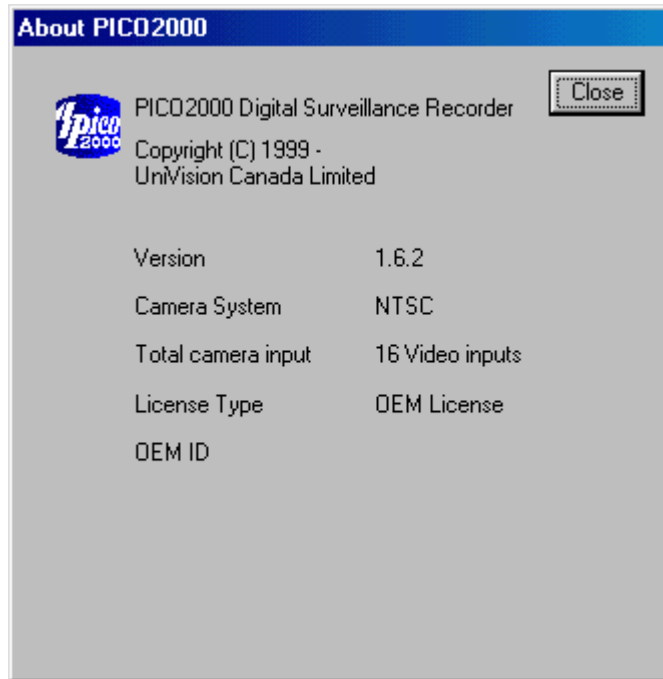 About PICO2000
Close
pico
2000
PICO2000 Digital Surveillance Recorder
Copyright (C) 1999 -
UniVision Canada Limited
Version 1.6.2
Camera System NTSC
Total camera input 16 Video inputs
License Type OEM License
OEM ID